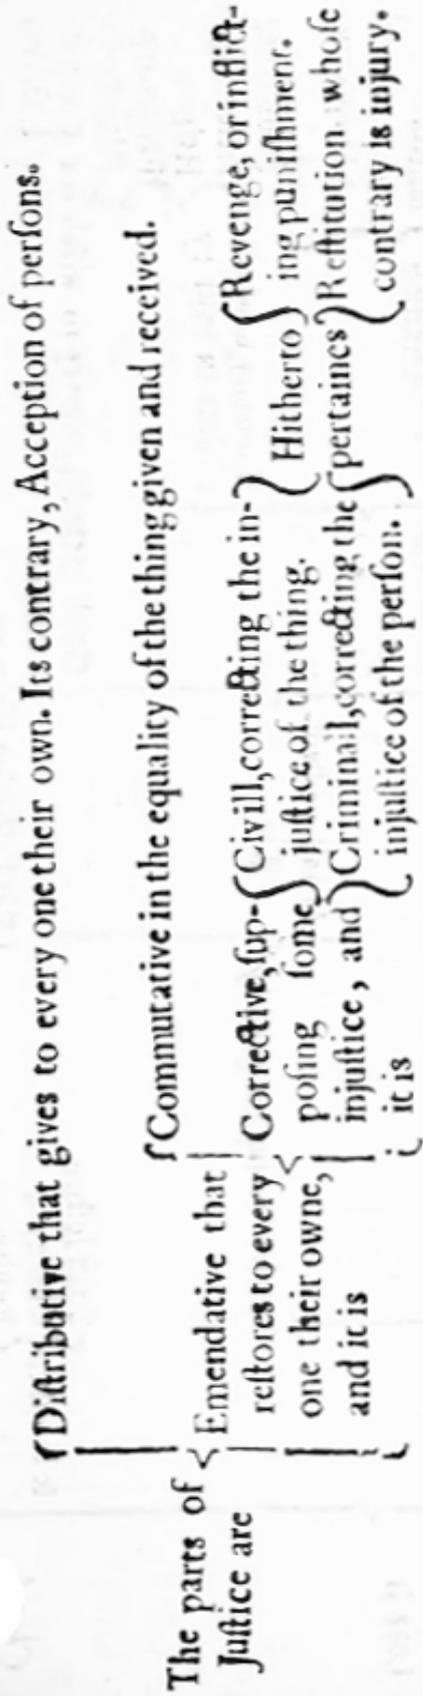 The parts of
Juſtice are
Diſtributive that gives to every one their own. Its contrary, Acception of perſons.
Emendative that
reſtores to every
one their owne,
and it is
Commutative in the equality of the thing given and received.
Corrective, ſup-
poſing ſome
injuſtice, and
it is
Civill, correcting the in-
juſtice of the thing.
Criminall, correcting the
injuſtice of the perſon.
Hitherto
pertaines
Revenge, or inflict-
ing puniſhment.
Reſtitution whoſe
contrary is injury.